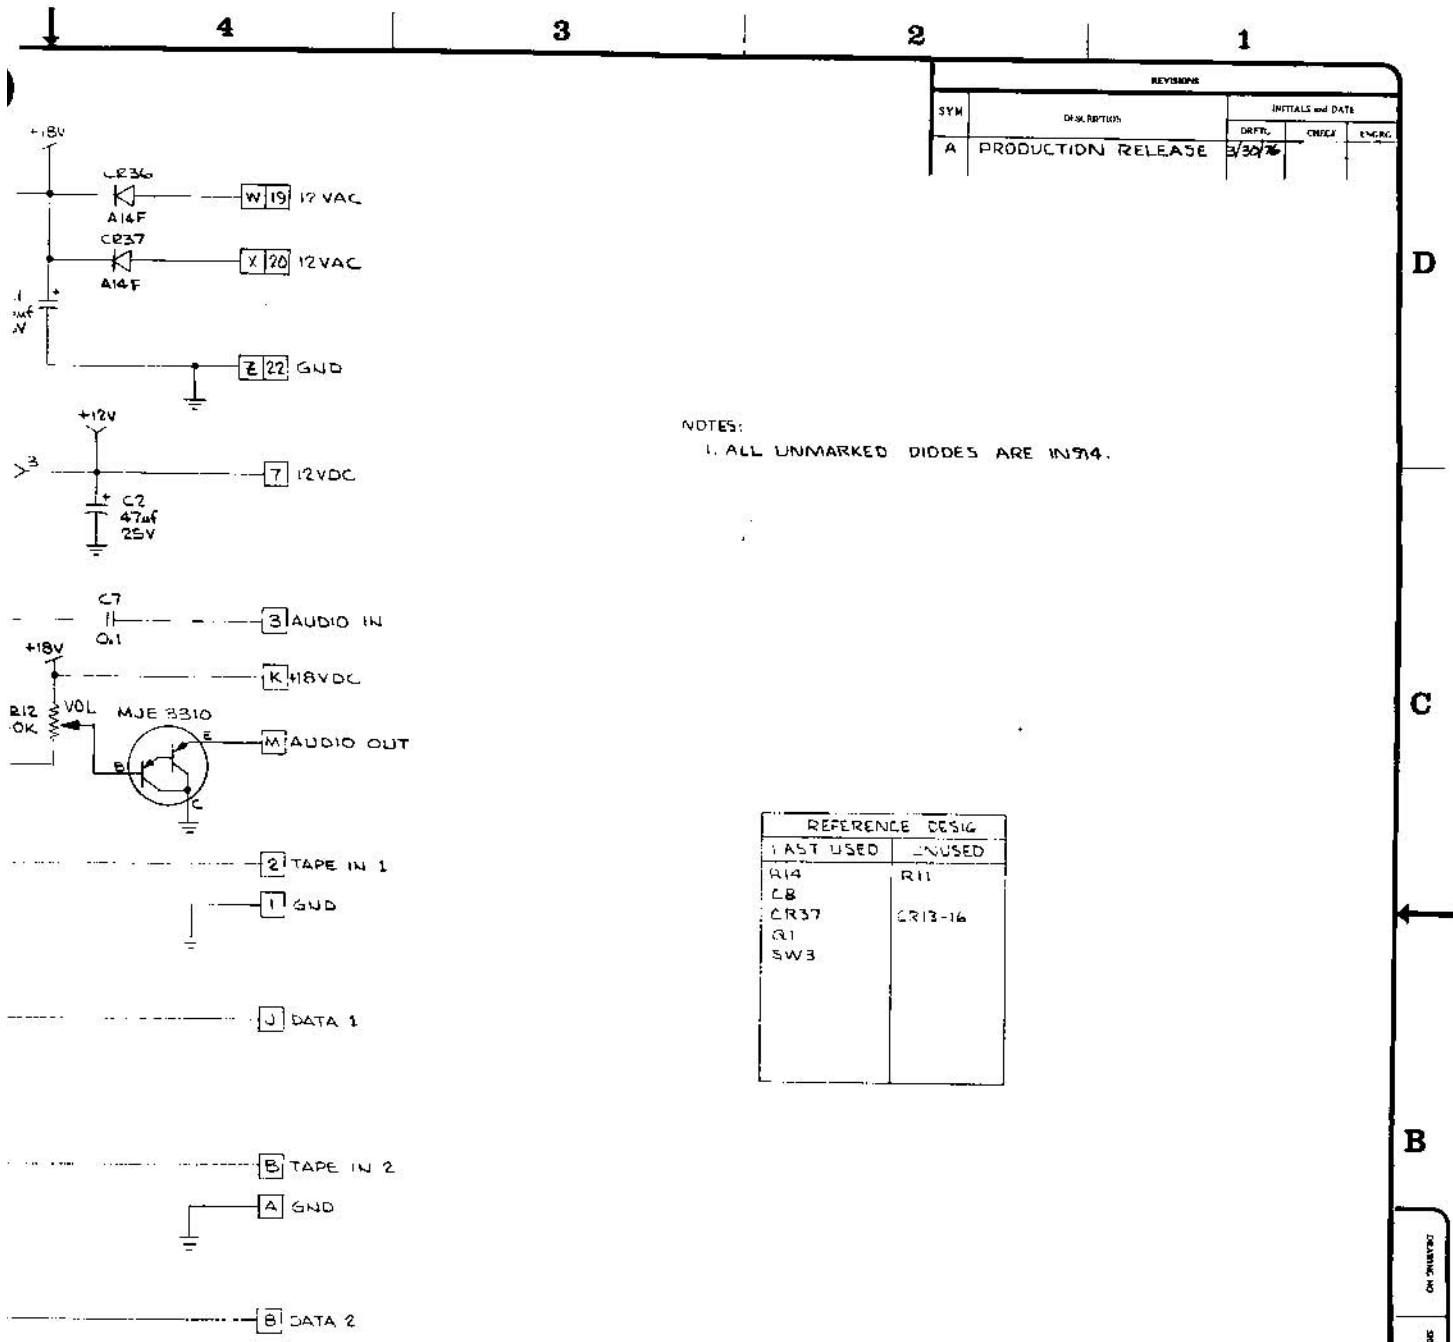 4 3 2 1
REVISIONS
SYM DESCRIPTION INITIALS and DATE
DRFTG. CHECK ENGRG
A PRODUCTION RELEASE 3/30/76
+18V
CR36
A14F
W 19 12 VAC
CR37
A14F
X 20 12VAC
D
Z 22 GND
+12V
3
7 12VDC
C2
47uf
25V
NOTES:
1. ALL UNMARKED DIODES ARE IN914.
C7
0.1
3 AUDIO IN
+18V
K +18VDC
R12 VOL
0K
MJE 3310
E
B
C
M AUDIO OUT
C
REFERENCE DESIG
LAST USED UNUSED
R14 R11
C8
CR37 CR13-16
Q1
SW3
2 TAPE IN 1
1 GND
J DATA 1
B
B TAPE IN 2
A GND
DRAWING NO
8 DATA 2